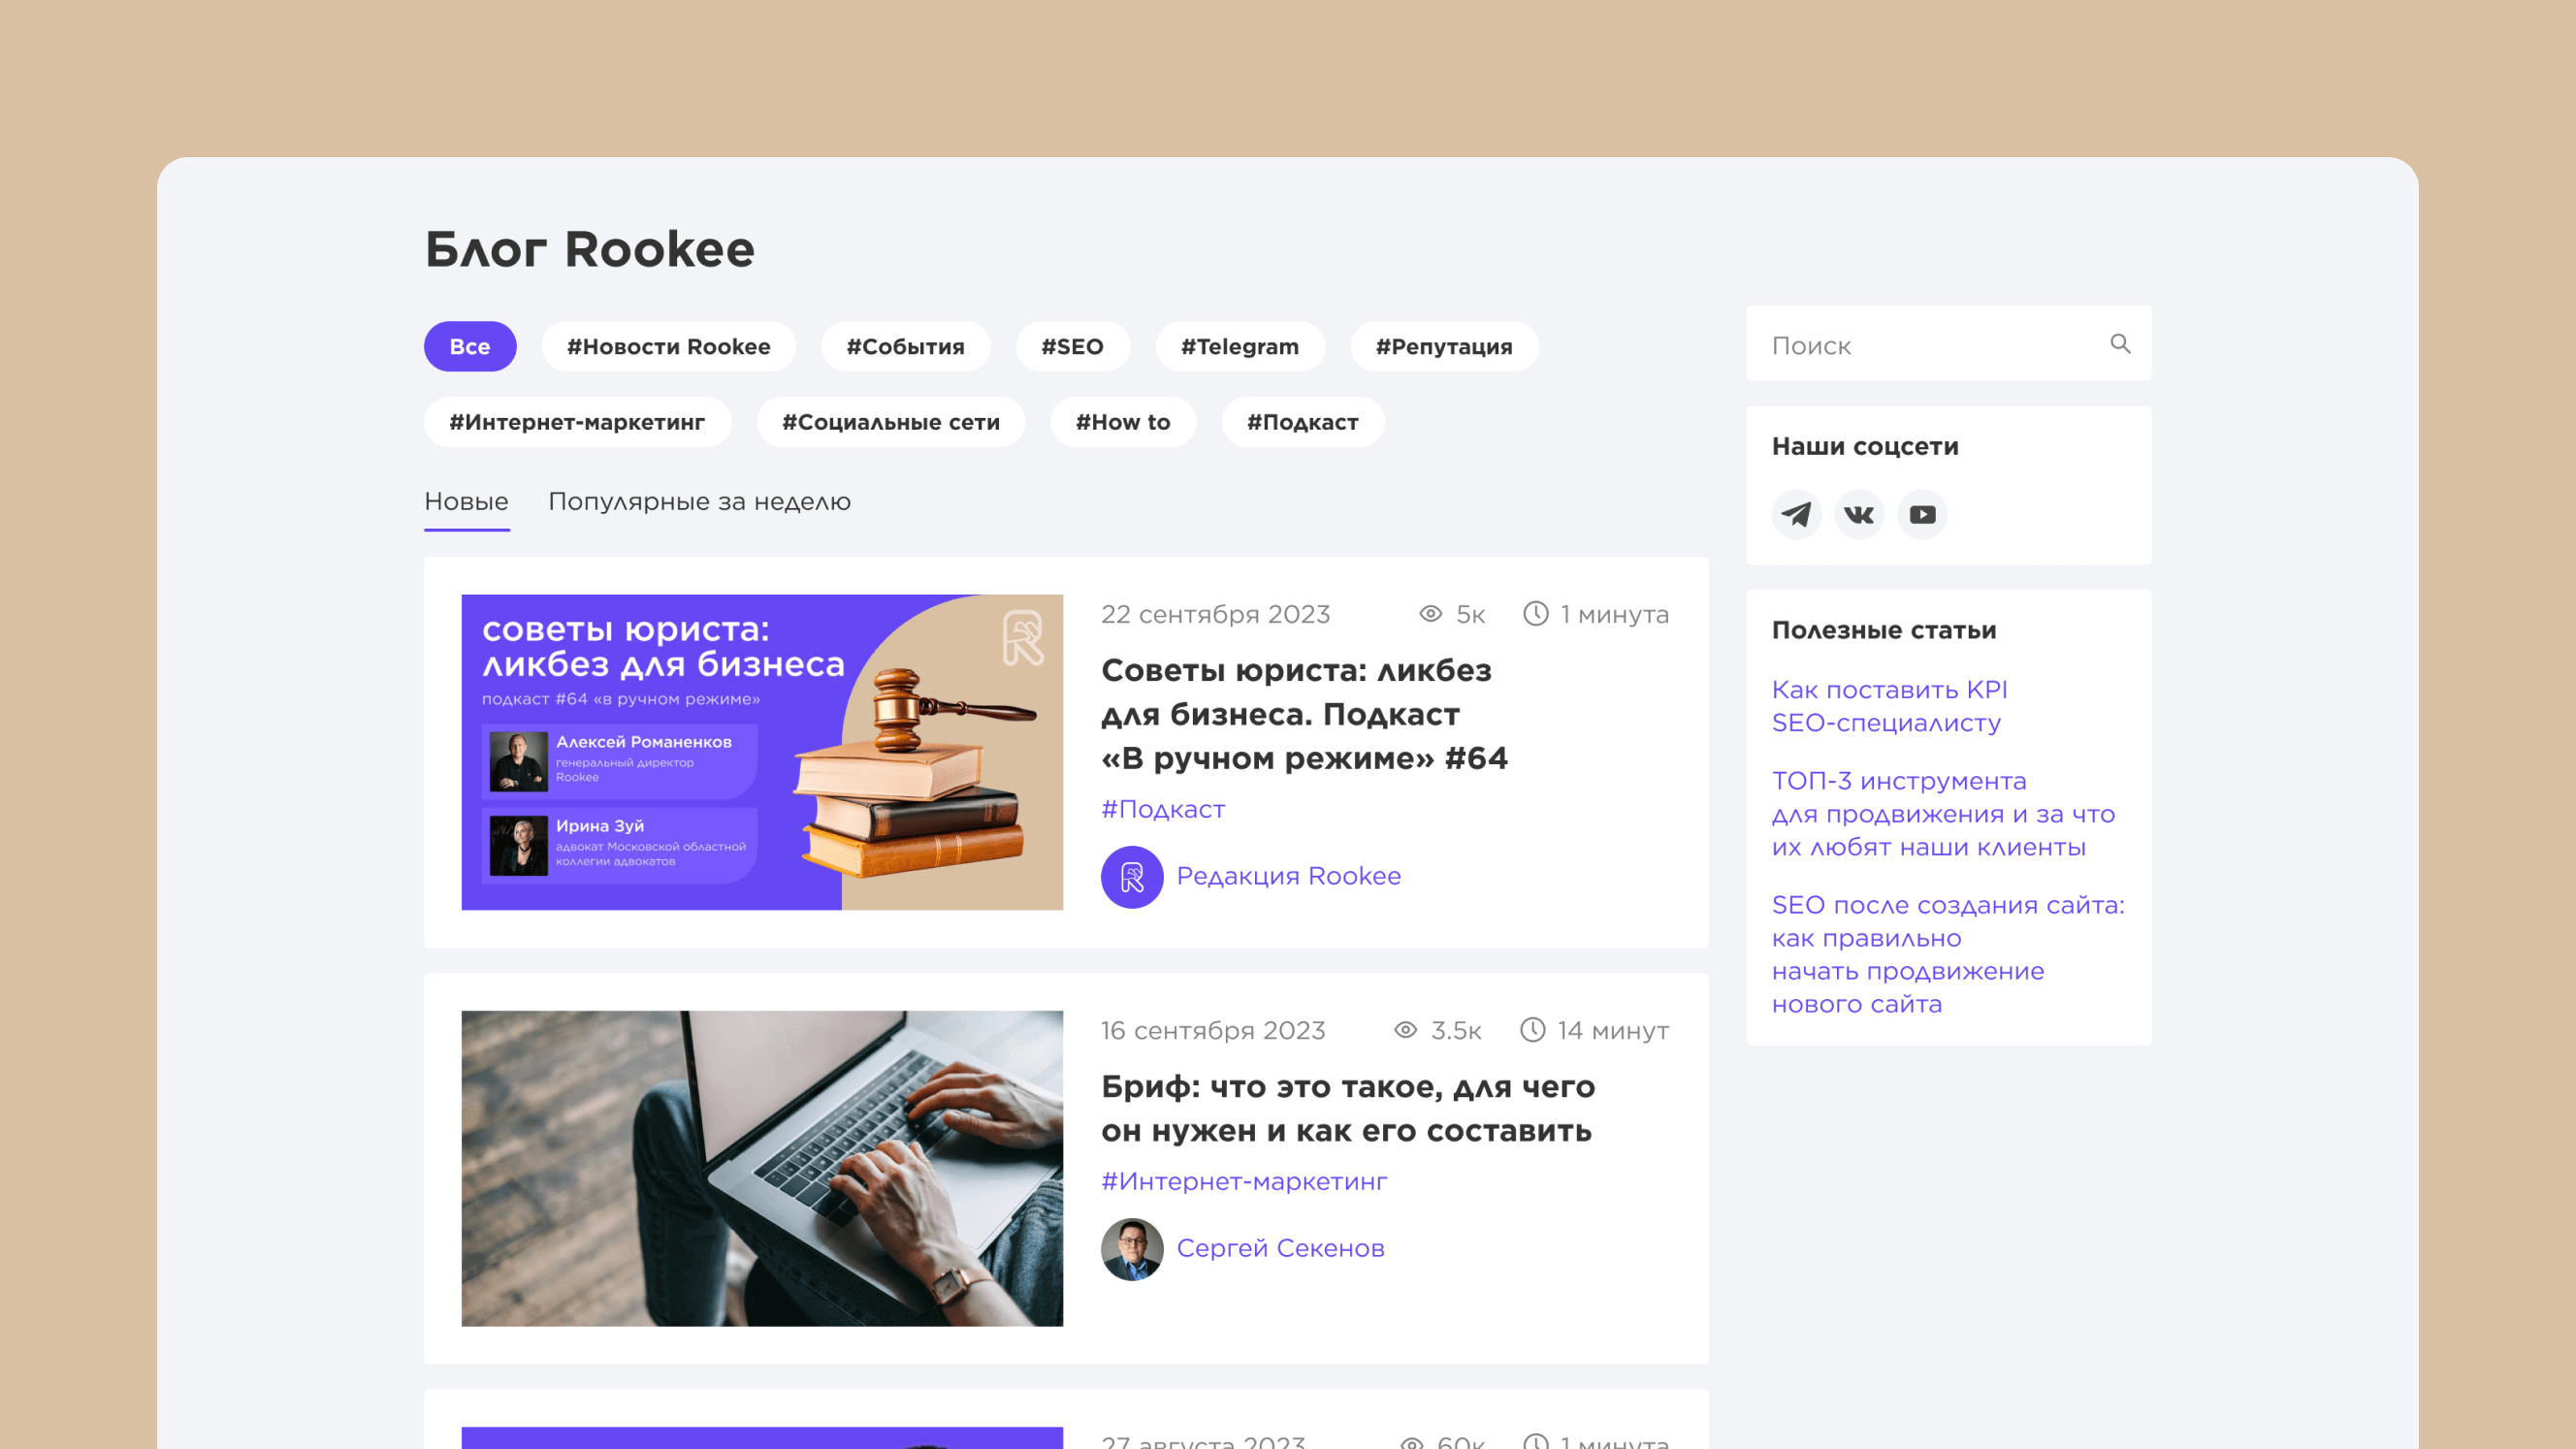 Блог Rookee
Все
#Новости Rookee
#События
#SEO
#Telegram
#Репутация
#Интернет-маркетинг
#Социальные сети
#How to
#Подкаст
Новые
Популярные за неделю
советы юриста:
ликбез для бизнеса
подкаст #64 «в ручном режиме»
Алексей Романенков
генеральный директор
Rookee
Ирина Зуй
адвокат Московской областной
коллегии адвокатов
22 сентября 2023
5к
1 минута
Советы юриста: ликбез
для бизнеса. Подкаст
«В ручном режиме» #64
#Подкаст
Редакция Rookee
16 сентября 2023
3.5к
14 минут
Бриф: что это такое, для чего
он нужен и как его составить
#Интернет-маркетинг
Сергей Секенов
27 августа 2023
60к
1 минута
Поиск
Наши соцсети
Полезные статьи
Как поставить KPI
SEO-специалисту
ТОП-3 инструмента
для продвижения и за что
их любят наши клиенты
SEO после создания сайта:
как правильно
начать продвижение
нового сайта